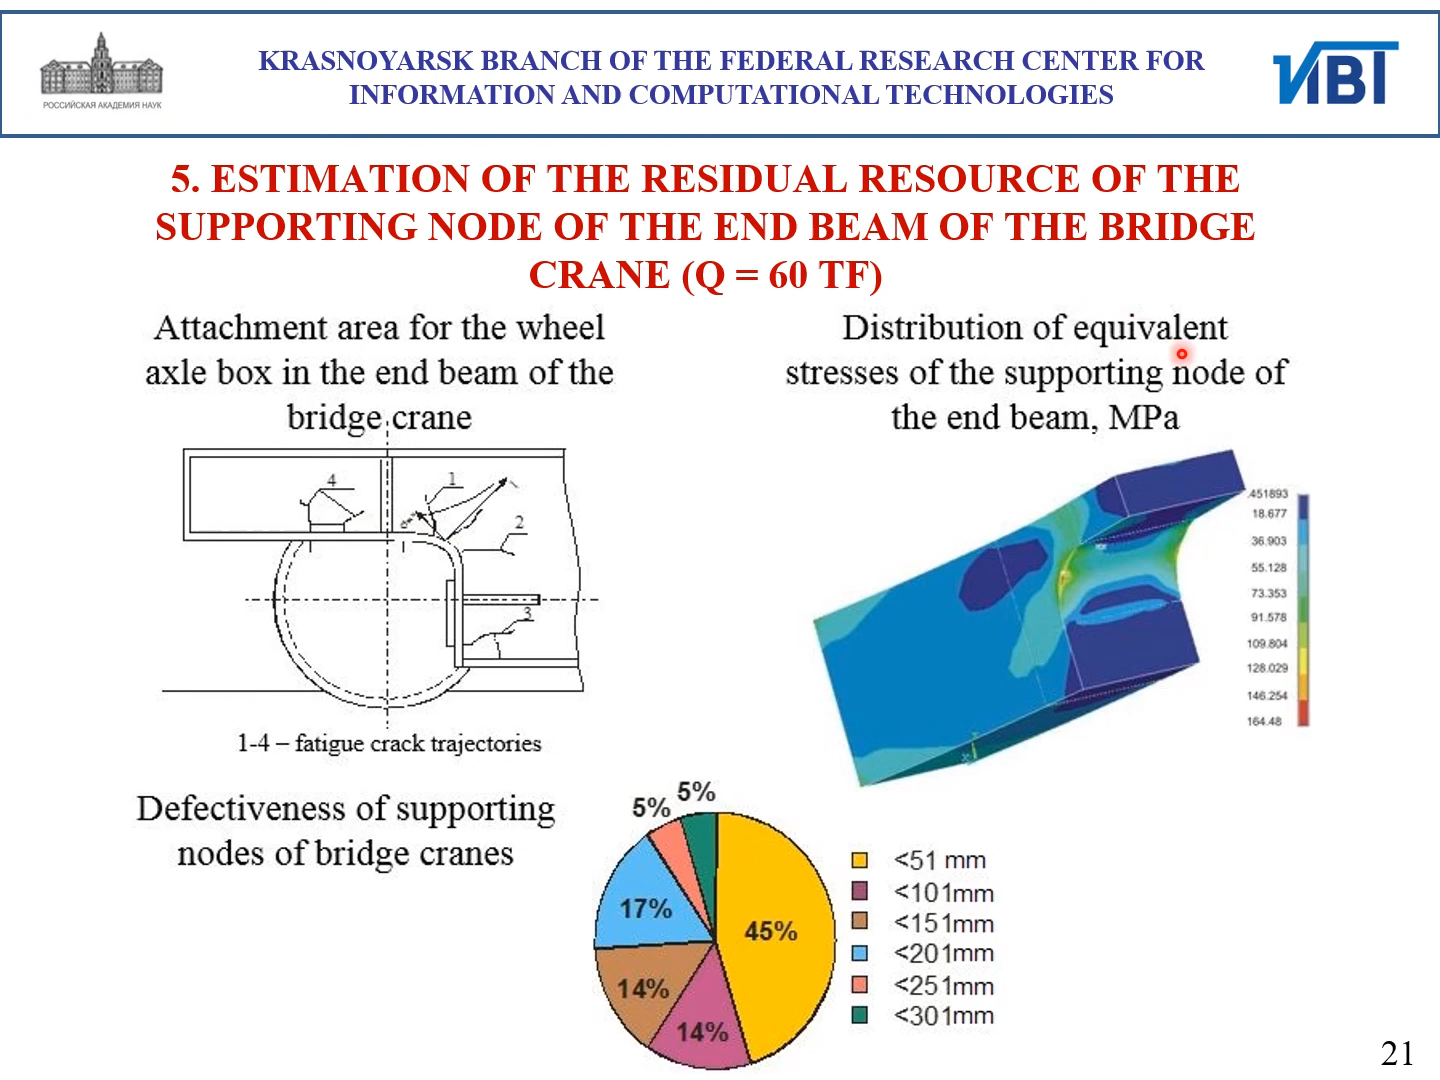 РОССИЙСКАЯ АКАДЕМИЯ НАУК
KRASNOYARSK BRANCH OF THE FEDERAL RESEARCH CENTER FOR
INFORMATION AND COMPUTATIONAL TECHNOLOGIES
ИВТ
5. ESTIMATION OF THE RESIDUAL RESOURCE OF THE
SUPPORTING NODE OF THE END BEAM OF THE BRIDGE
CRANE (Q = 60 TF)
Attachment area for the wheel
axle box in the end beam of the
bridge crane
4
1
2
3
1-4 – fatigue crack trajectories
Distribution of equivalent
stresses of the supporting node of
the end beam, MPa
.451893
18.677
36.903
55.128
73.353
91.578
109.804
128.029
146.254
164.48
Defectiveness of supporting
nodes of bridge cranes
5%
5%
17%
45%
14%
14%
<51 mm
<101mm
<151mm
<201mm
<251mm
<301mm
21